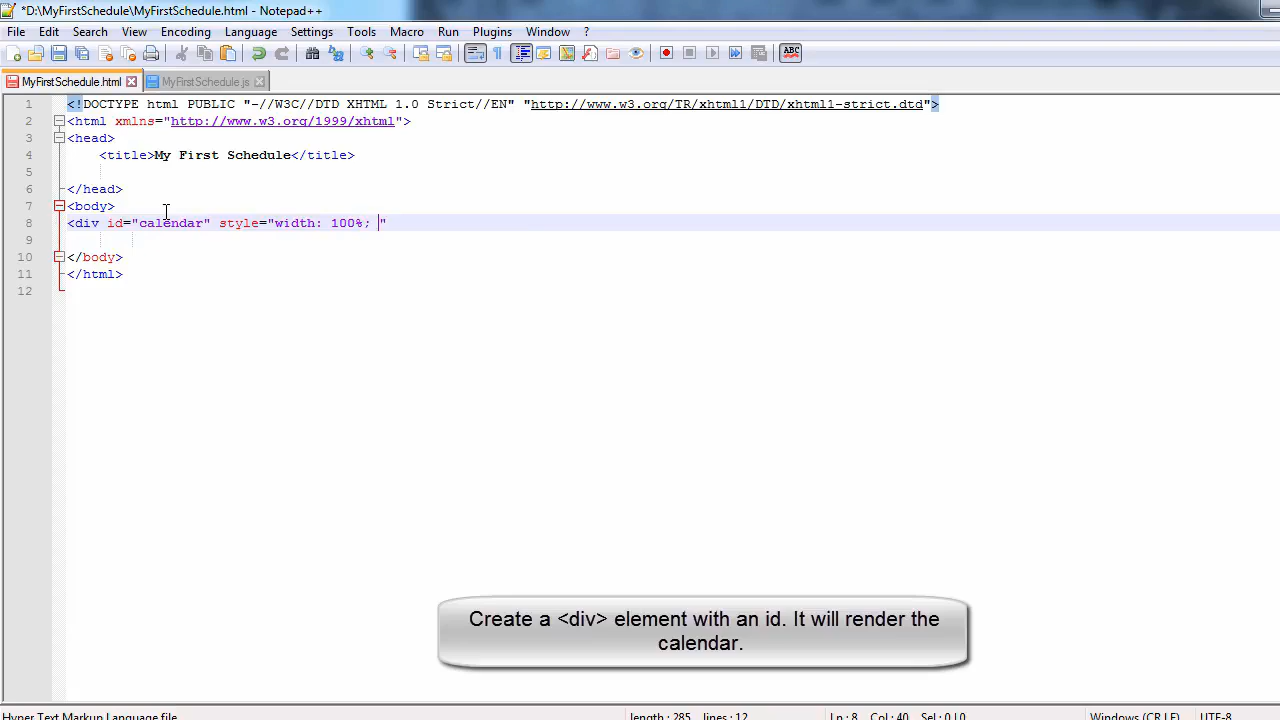 *D:\MyFirstSchedule\MyFirstSchedule.html - Notepad++
File Edit Search View Encoding Language Settings Tools Macro Run Plugins Window ?
ABC
MyFirstSchedule.html MyFirstSchedule.js
1 <!DOCTYPE html PUBLIC "-//W3C//DTD XHTML 1.0 Strict//EN" "http://www.w3.org/TR/xhtml1/DTD/xhtml1-strict.dtd">
2 <html xmlns="http://www.w3.org/1999/xhtml">
3 <head>
4 <title>My First Schedule</title>
5
6 </head>
7 <body>
8 <div id="calendar" style="width: 100%; "
9
10 </body>
11 </html>
12
Create a <div> element with an id. It will render the
calendar.
Hyper Text Markup Language file length : 285 lines : 12 Ln : 8 Col : 40 Sel : 0 | 0 Windows (CR LF) UTF-8